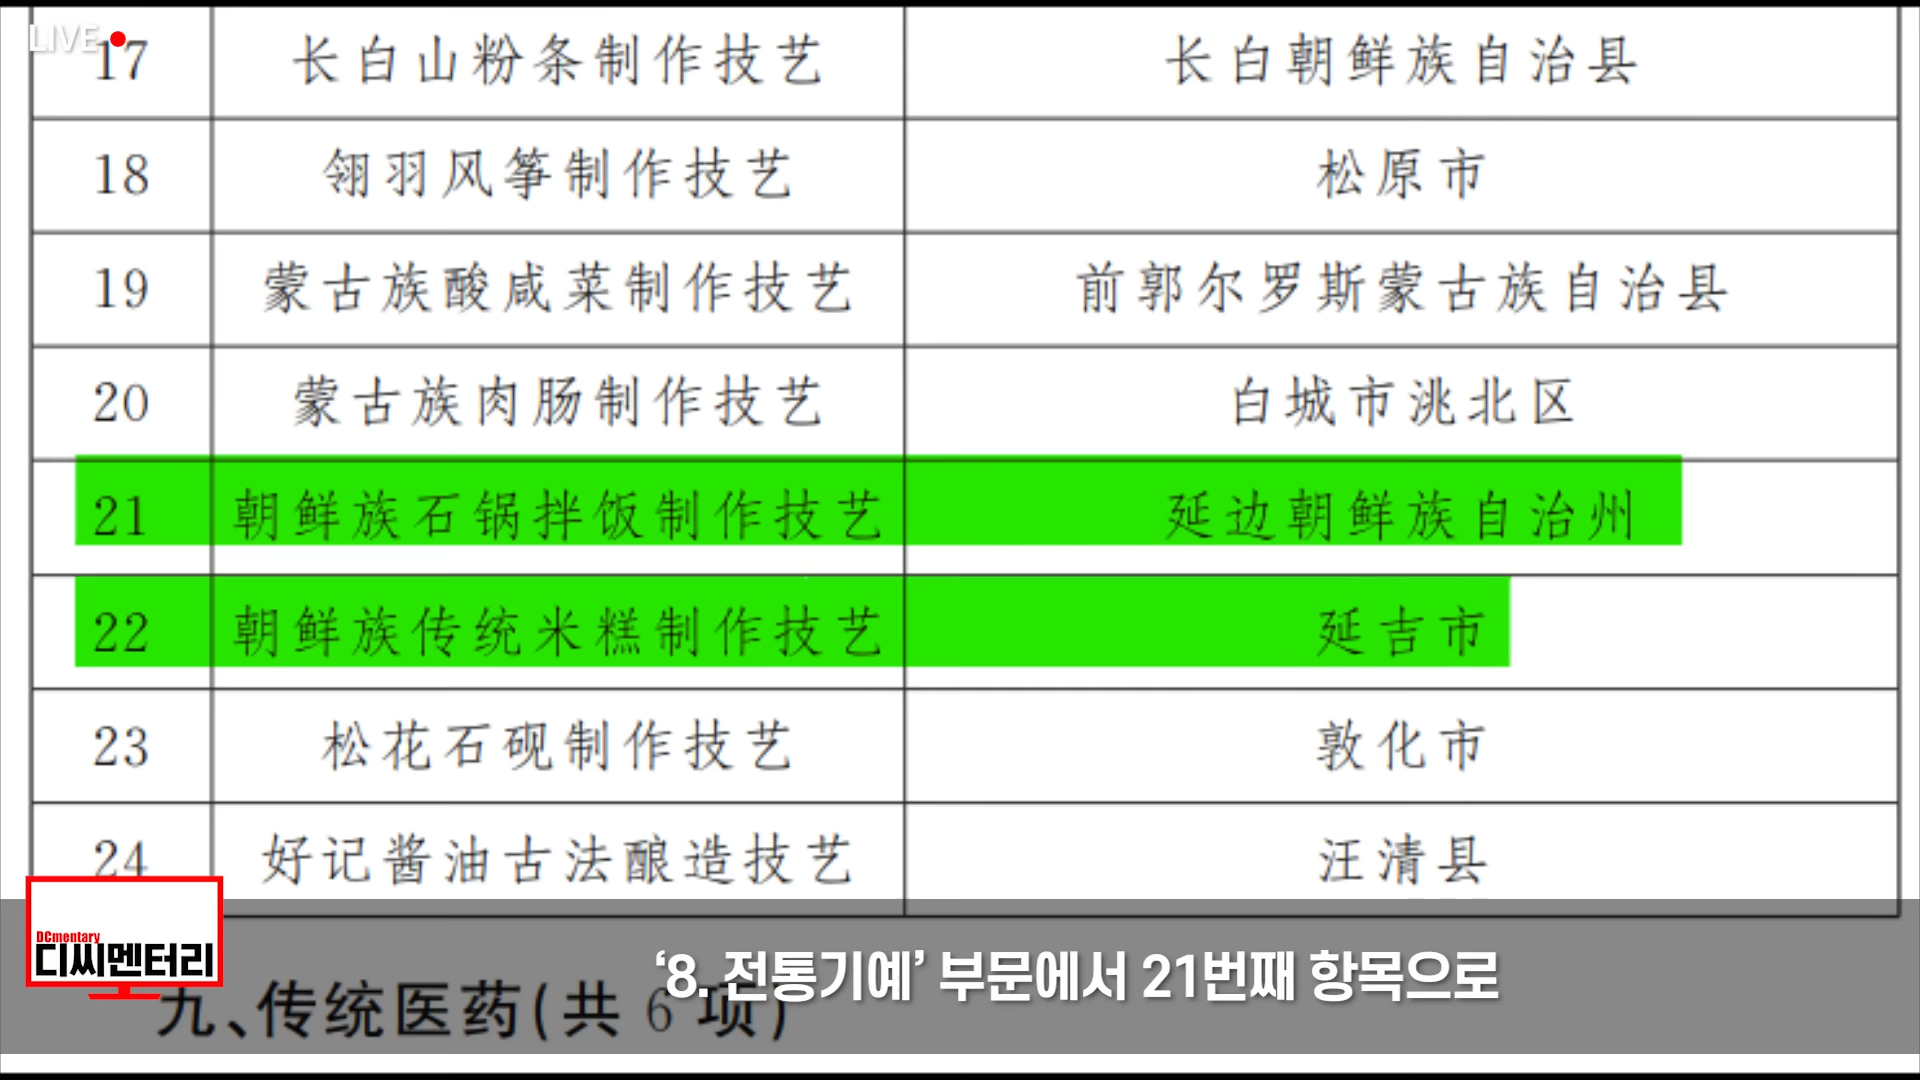 LIVE
17 长白山粉条制作技艺 长白朝鲜族自治县
18 翎羽风筝制作技艺 松原市
19 蒙古族酸咸菜制作技艺 前郭尔罗斯蒙古族自治县
20 蒙古族肉肠制作技艺 白城市洮北区
21 朝鲜族石锅拌饭制作技艺 延边朝鲜族自治州
22 朝鲜族传统米糕制作技艺 延吉市
23 松花石砚制作技艺 敦化市
24 好记酱油古法酿造技艺 汪清县
DCmentary
디씨멘터리
‘8. 전통기예’ 부문에서 21번째 항목으로
九、传统医药(共 6 项)